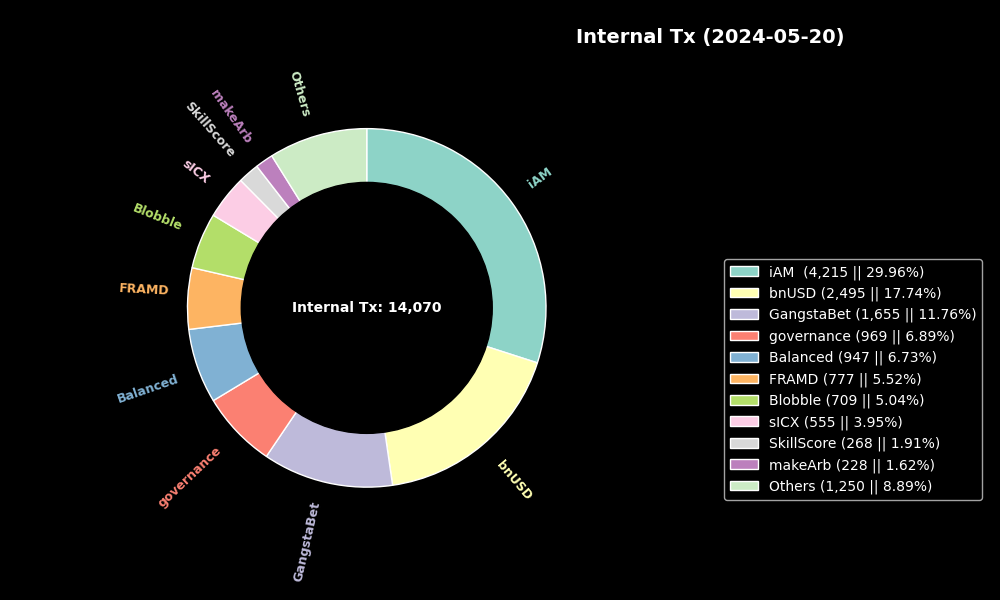 Internal Tx (2024-05-20)
Others
makeArb
SkillScore
sICX
Blobble
FRAMD
Balanced
governance
GangstaBet
bnUSD
iAM
Internal Tx: 14,070
iAM  (4,215 || 29.96%)
bnUSD (2,495 || 17.74%)
GangstaBet (1,655 || 11.76%)
governance (969 || 6.89%)
Balanced (947 || 6.73%)
FRAMD (777 || 5.52%)
Blobble (709 || 5.04%)
sICX (555 || 3.95%)
SkillScore (268 || 1.91%)
makeArb (228 || 1.62%)
Others (1,250 || 8.89%)